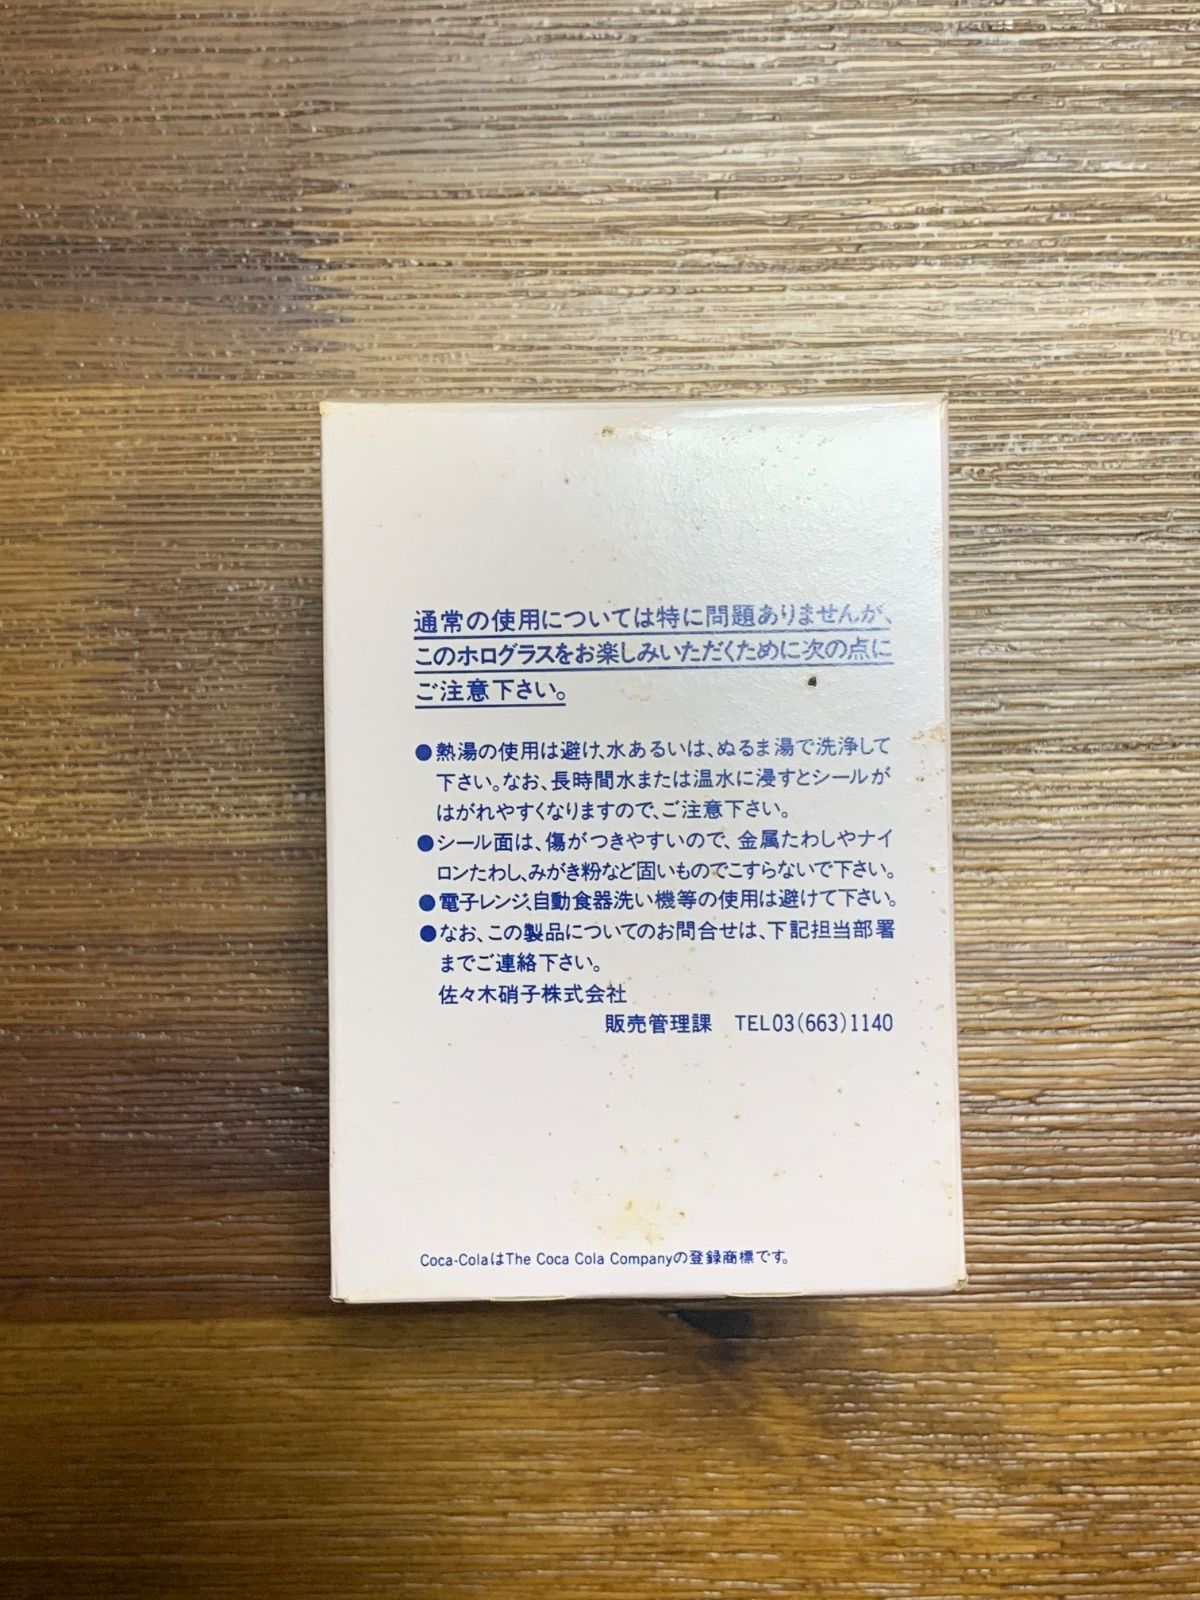 通常の使用については特に問題ありませんが、
このホログラスをお楽しみいただくために次の点に
ご注意下さい。
●熱湯の使用は避け、水あるいは、ぬるま湯で洗浄して
下さい。なお、長時間水または温水に浸すとシールが
はがれやすくなりますので、ご注意下さい。
●シール面は、傷がつきやすいので、金属たわしやナイ
ロンたわし、みがき粉など固いものでこすらないで下さい。
●電子レンジ、自動食器洗い機等の使用は避けて下さい。
●なお、この製品についてのお問合せは、下記担当部署
までご連絡下さい。
佐々木硝子株式会社
販売管理課 TEL03(663)1140
Coca-ColaはThe Coca Cola Companyの登録商標です。